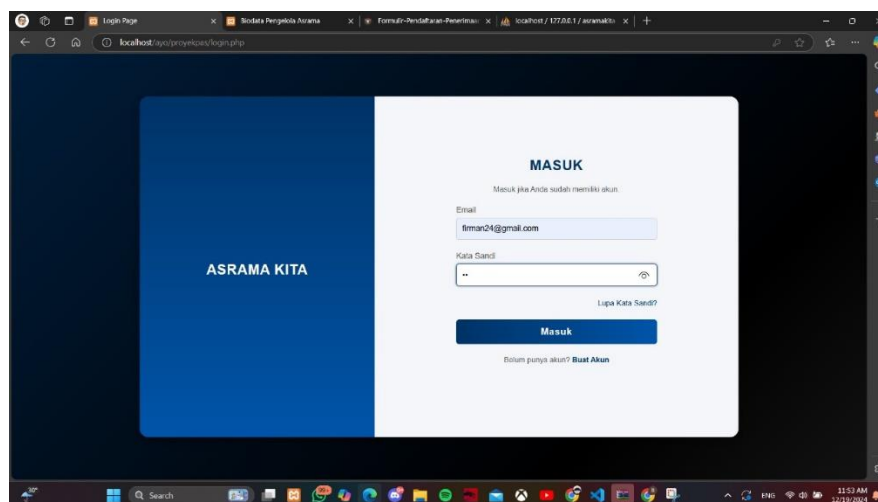 Login Page
Biodata Pengelola Asrama
Formulir-Pendaftaran-Penerimaan
localhost / 127.0.0.1 / asramakita
localhost/ayo/proyekpas/login.php
MASUK
Masuk jika Anda sudah memiliki akun.
Email
firman24@gmail.com
ASRAMA KITA
Kata Sandi
Lupa Kata Sandi?
Masuk
Belum punya akun? Buat Akun
30°
Search
99+
ENG
11:53 AM
12/19/2024